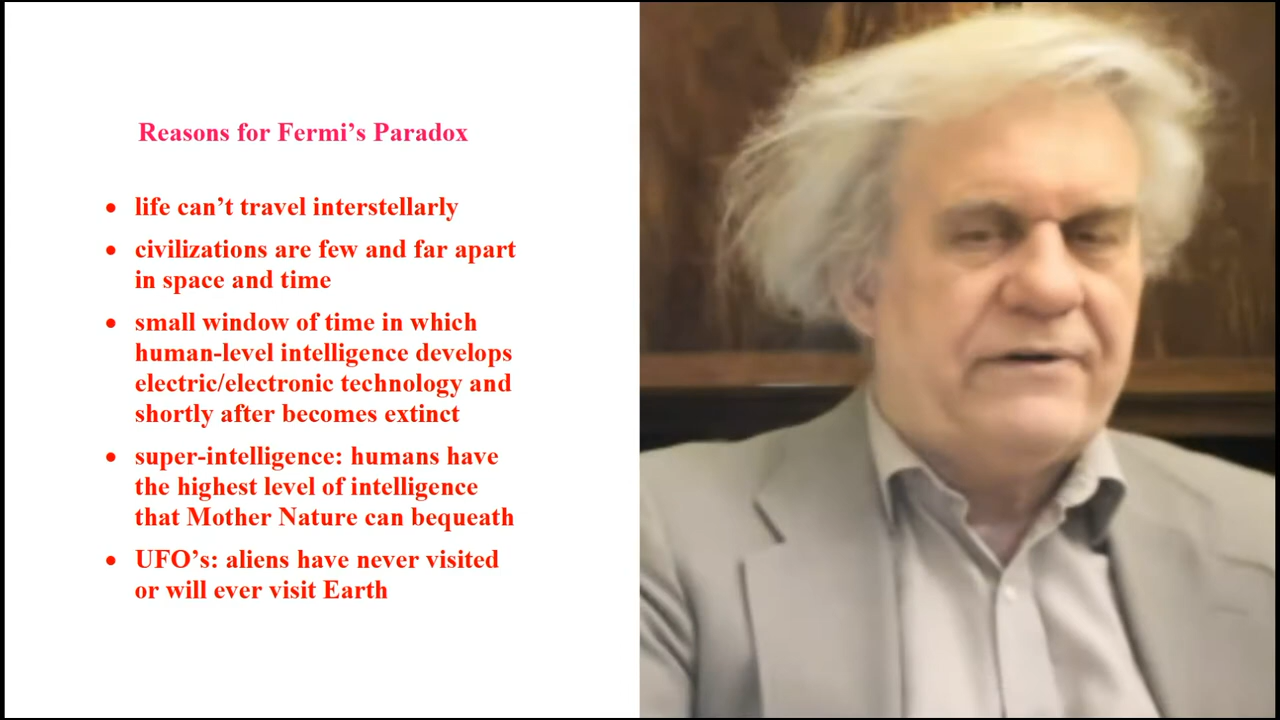 Reasons for Fermi’s Paradox
• life can’t travel interstellarly
• civilizations are few and far apart
in space and time
• small window of time in which
human-level intelligence develops
electric/electronic technology and
shortly after becomes extinct
• super-intelligence: humans have
the highest level of intelligence
that Mother Nature can bequeath
• UFO’s: aliens have never visited
or will ever visit Earth